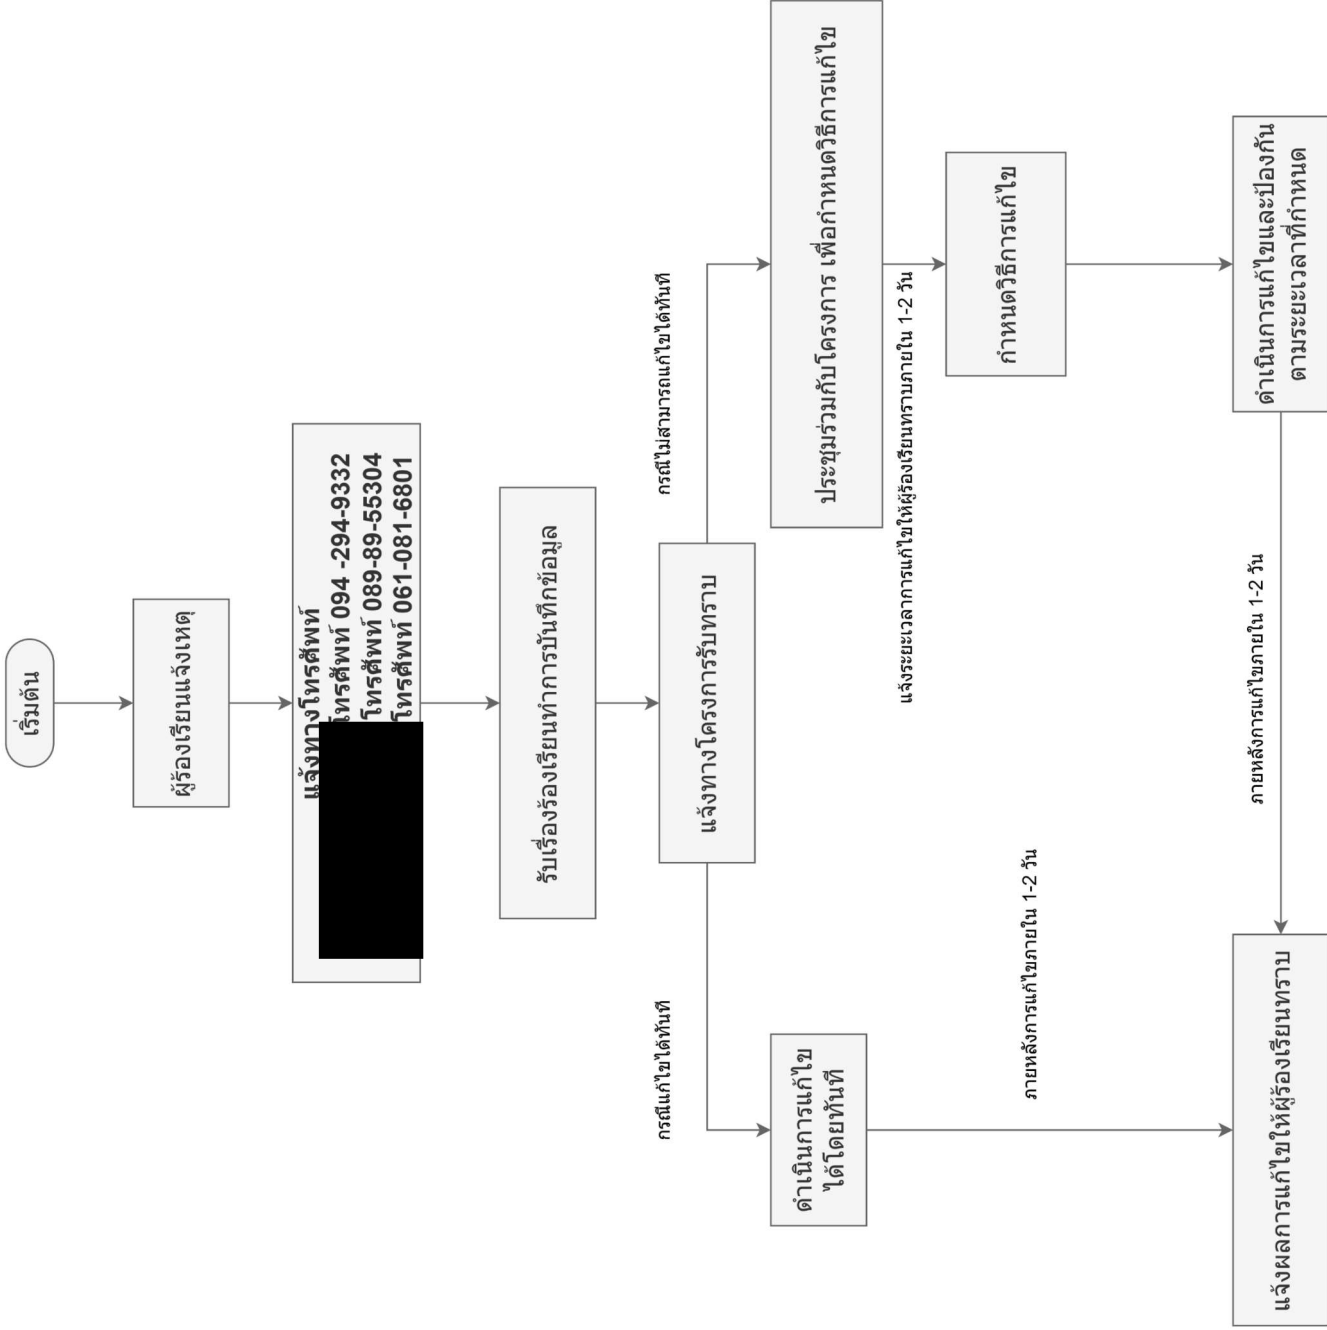 เริ่มต้น
ผู้ร้องเรียนแจ้งเหตุ
แจ้งทางโทรศัพท์
โทรศัพท์ 094 -294-9332
โทรศัพท์ 089-89-55304
โทรศัพท์ 061-081-6801
รับเรื่องร้องเรียนทำการบันทึกข้อมูล
แจ้งทางโครงการรับทราบ
กรณีแก้ไขได้ทันที
กรณีไม่สามารถแก้ไขได้ทันที
ดำเนินการแก้ไข
ได้โดยทันที
ประชุมร่วมกับโครงการ เพื่อกำหนดวิธีการแก้ไข
แจ้งระยะเวลาการแก้ไขให้ผู้ร้องเรียนทราบภายใน 1-2 วัน
กำหนดวิธีการแก้ไข
ภายหลังการแก้ไขภายใน 1-2 วัน
ภายหลังการแก้ไขภายใน 1-2 วัน
แจ้งผลการแก้ไขให้ผู้ร้องเรียนทราบ
ดำเนินการแก้ไขและป้องกัน
ตามระยะเวลาที่กำหนด